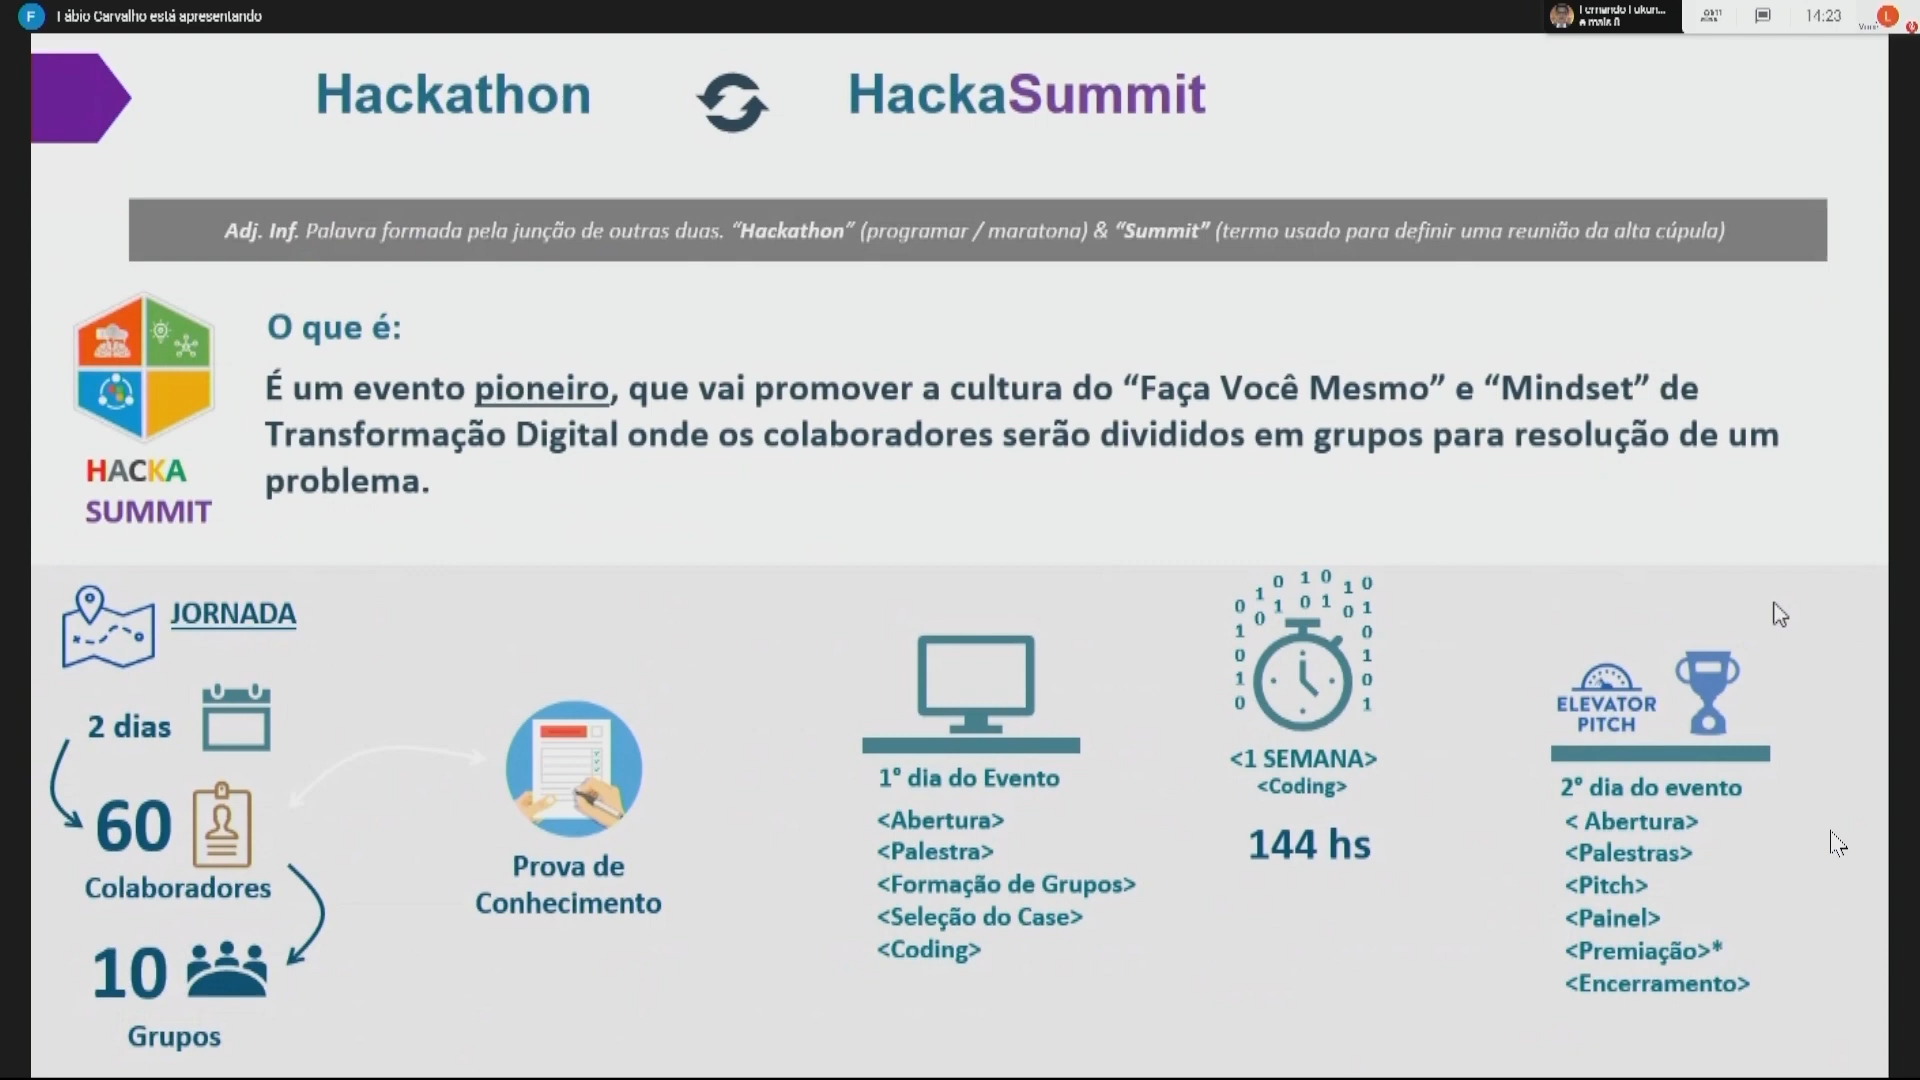 F Fábio Carvalho está apresentando
e mais 8
14:23
L
Hackathon HackaSummit
Adj. Inf. Palavra formada pela junção de outras duas. “Hackathon” (programar / maratona) & “Summit” (termo usado para definir uma reunião da alta cúpula)
O que é:
É um evento pioneiro, que vai promover a cultura do “Faça Você Mesmo” e “Mindset” de
Transformação Digital onde os colaboradores serão divididos em grupos para resolução de um
problema.
HACKA
SUMMIT
JORNADA
2 dias
60
Colaboradores
10
Grupos
Prova de
Conhecimento
1° dia do Evento
<Abertura>
<Palestra>
<Formação de Grupos>
<Seleção do Case>
<Coding>
<1 SEMANA>
<Coding>
144 hs
ELEVATOR
PITCH
2° dia do evento
< Abertura>
<Palestras>
<Pitch>
<Painel>
<Premiação>*
<Encerramento>